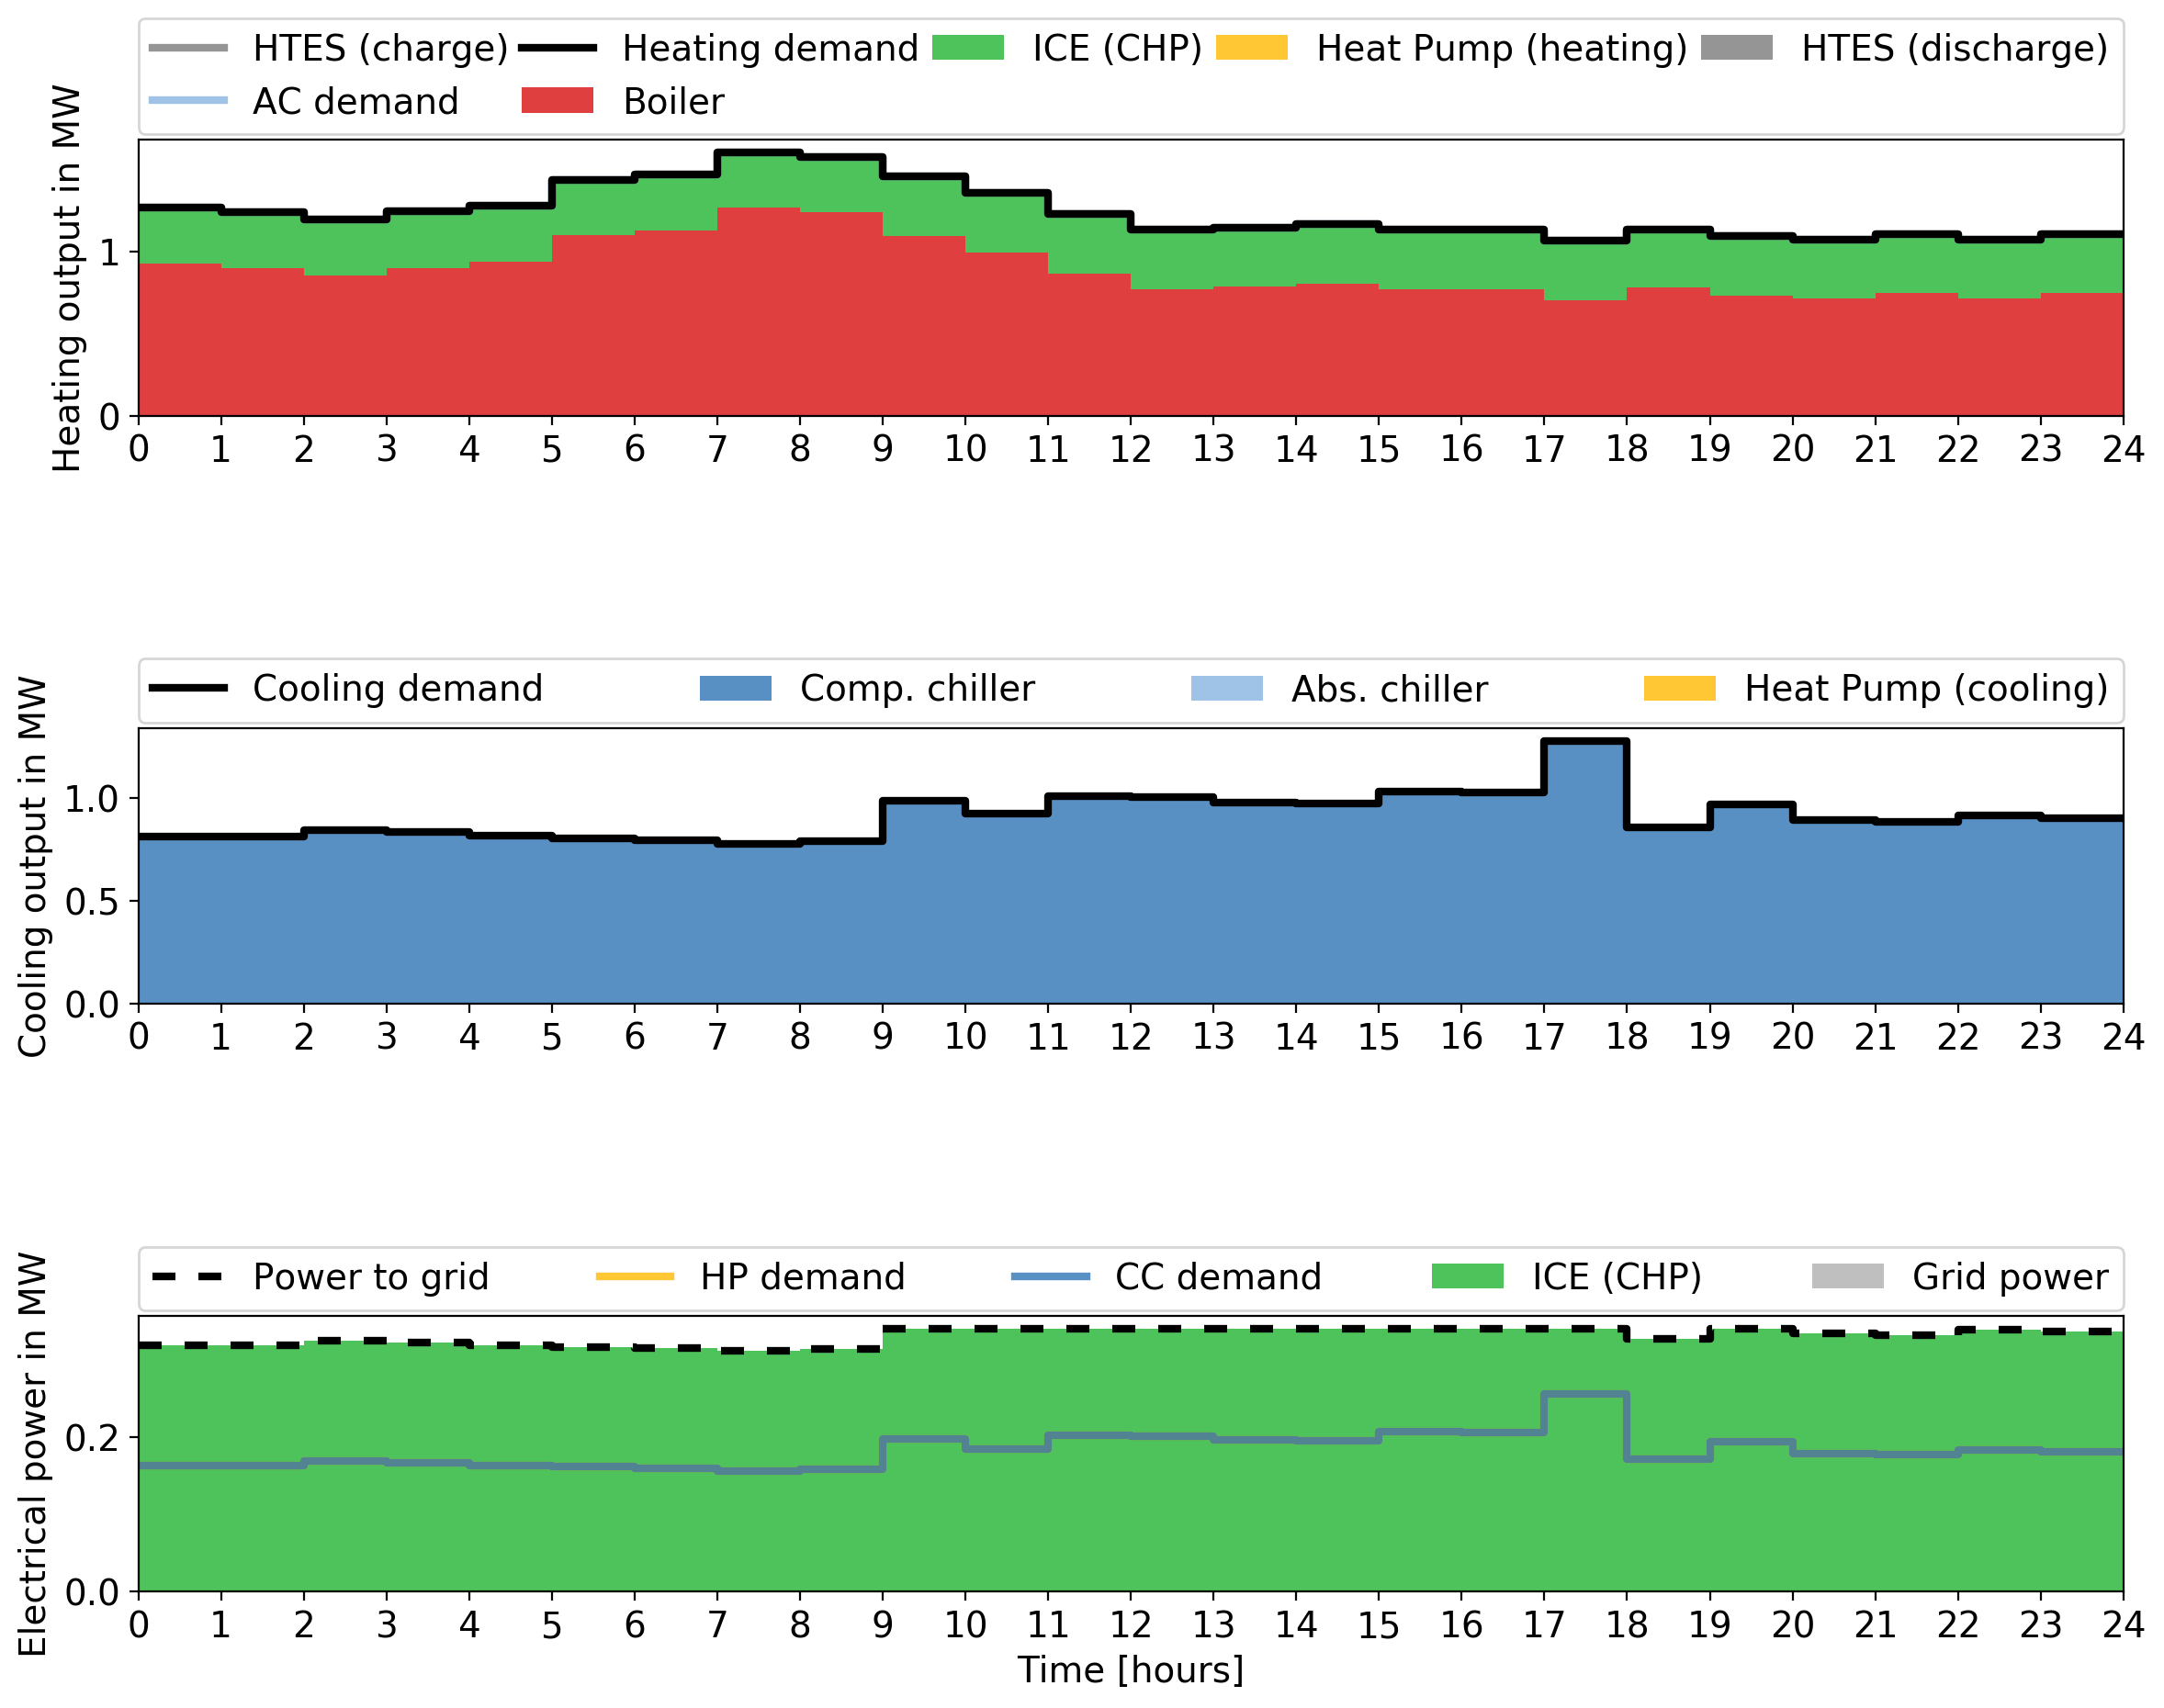 HTES (charge) Heating demand ICE (CHP) Heat Pump (heating) HTES (discharge)
AC demand Boiler
Heating output in MW
1
0
0 1 2 3 4 5 6 7 8 9 10 11 12 13 14 15 16 17 18 19 20 21 22 23 24
Cooling demand Comp. chiller Abs. chiller Heat Pump (cooling)
Cooling output in MW
1.0
0.5
0.0
0 1 2 3 4 5 6 7 8 9 10 11 12 13 14 15 16 17 18 19 20 21 22 23 24
Power to grid HP demand CC demand ICE (CHP) Grid power
Electrical power in MW
0.2
0.0
0 1 2 3 4 5 6 7 8 9 10 11 12 13 14 15 16 17 18 19 20 21 22 23 24
Time [hours]